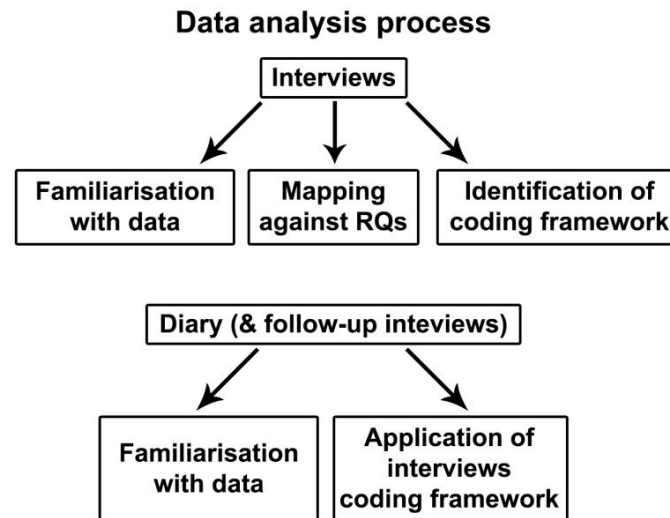 Data analysis process
Interviews
Familiarisation
with data
Mapping
against RQs
Identification of
coding framework
Diary (& follow-up inteviews)
Familiarisation
with data
Application of
interviews
coding framework